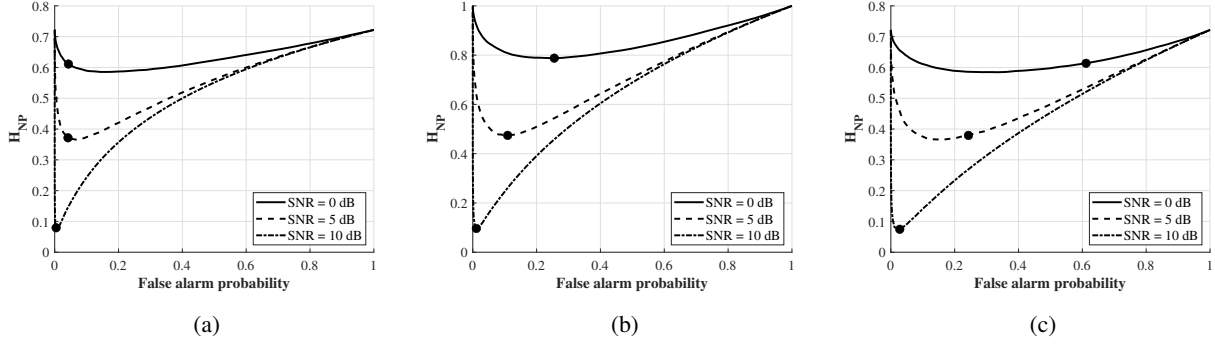 0.8
0.7
0.6
0.5
0.4
0.3
0.2
0.1
0
H_NP
0 0.2 0.4 0.6 0.8 1
False alarm probability
SNR = 0 dB
SNR = 5 dB
SNR = 10 dB
(a)
1
0.8
0.6
0.4
0.2
0
H_NP
0 0.2 0.4 0.6 0.8 1
False alarm probability
SNR = 0 dB
SNR = 5 dB
SNR = 10 dB
(b)
0.8
0.7
0.6
0.5
0.4
0.3
0.2
0.1
0
H_NP
0 0.2 0.4 0.6 0.8 1
False alarm probability
SNR = 0 dB
SNR = 5 dB
SNR = 10 dB
(c)